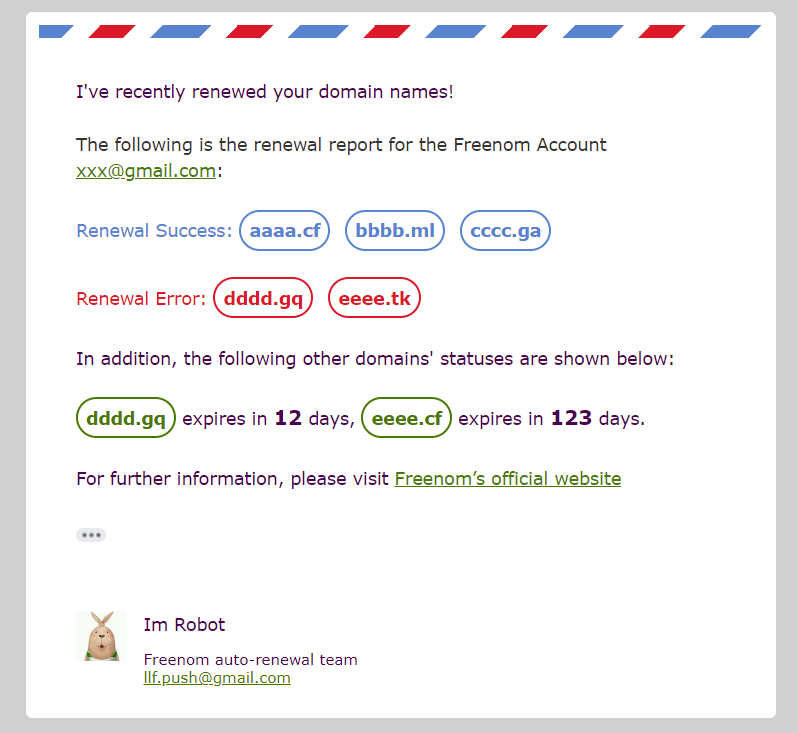 I've recently renewed your domain names!
The following is the renewal report for the Freenom Account
xxx@gmail.com:
Renewal Success: aaaa.cf bbbb.ml cccc.ga
Renewal Error: dddd.gq eeee.tk
In addition, the following other domains' statuses are shown below:
dddd.gq expires in 12 days, eeee.cf expires in 123 days.
For further information, please visit Freenom’s official website
Im Robot
Freenom auto-renewal team
llf.push@gmail.com